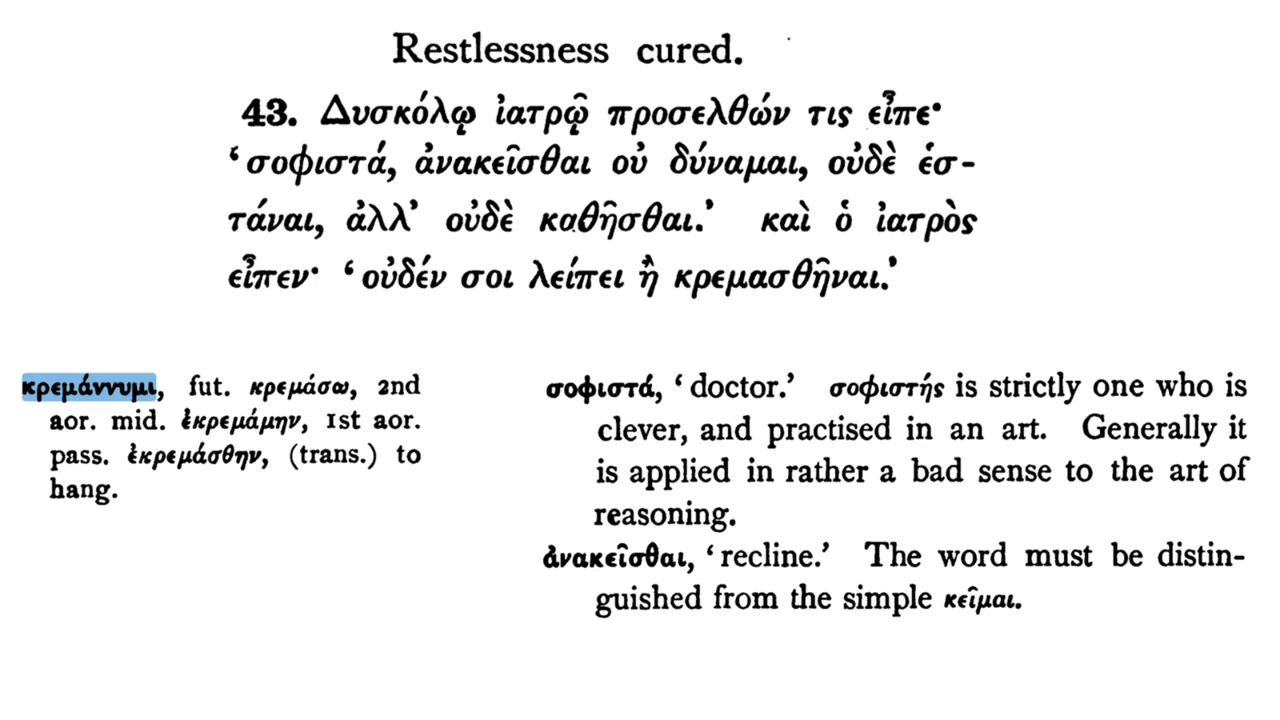 Restlessness cured.
43. Δυσκόλῳ ἰατρῷ προσελθών τις εἶπε·
‘σοφιστά, ἀνακεῖσθαι οὐ δύναμαι, οὐδὲ ἑσ-
τάναι, ἀλλ’ οὐδὲ καθῆσθαι.’ καὶ ὁ ἰατρὸς
εἶπεν· ‘οὐδέν σοι λείπει ἢ κρεμασθῆναι.’
κρεμάννυμι, fut. κρεμάσω, 2nd
aor. mid. ἐκρεμάμην, 1st aor.
pass. ἐκρεμάσθην, (trans.) to
hang.
σοφιστά, ‘doctor.’ σοφιστής is strictly one who is
clever, and practised in an art. Generally it
is applied in rather a bad sense to the art of
reasoning.
ἀνακεῖσθαι, ‘recline.’ The word must be distin-
guished from the simple κεῖμαι.